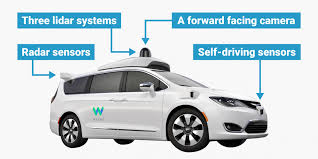 Three lidar systems
A forward facing camera
Radar sensors
Self-driving sensors